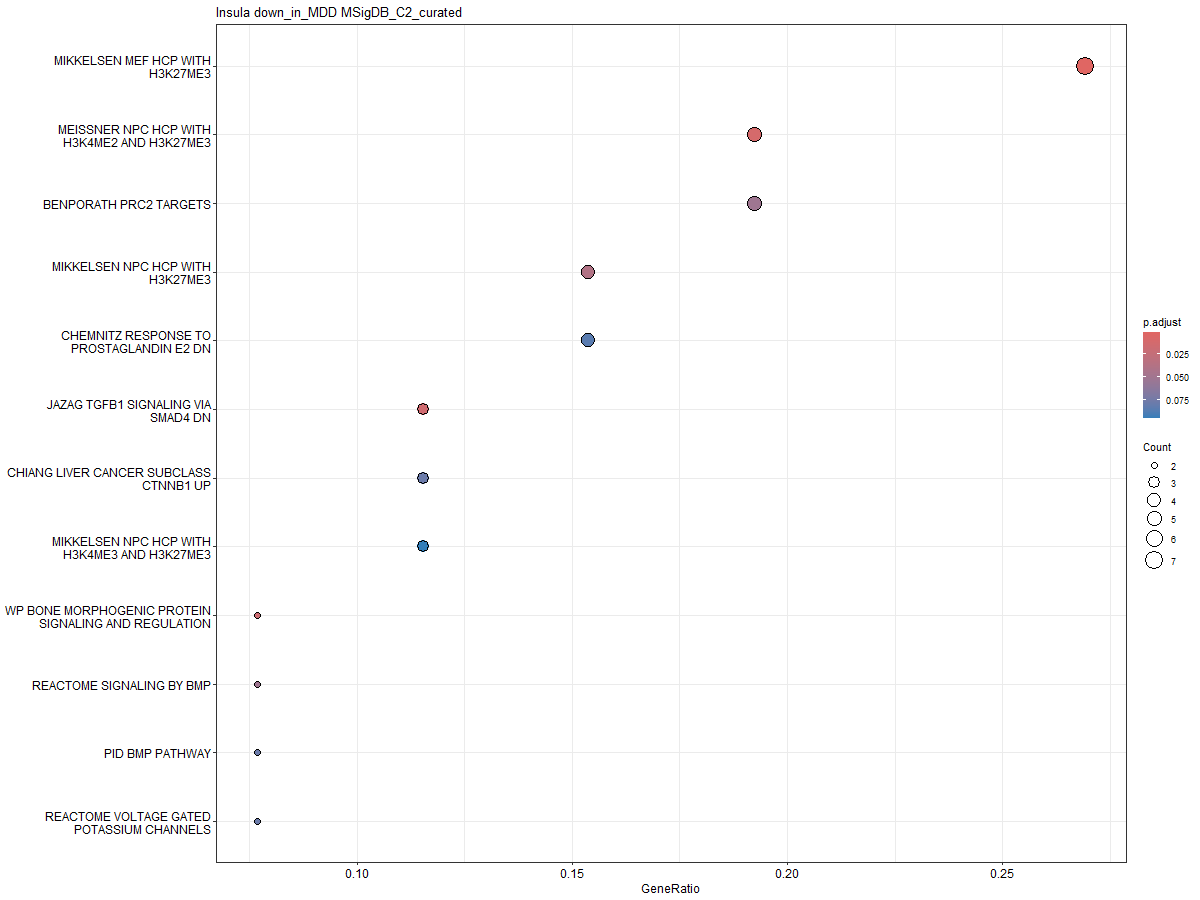 Insula down_in_MDD MSigDB_C2_curated
MIKKELSEN MEF HCP WITH
H3K27ME3
MEISSNER NPC HCP WITH
H3K4ME2 AND H3K27ME3
BENPORATH PRC2 TARGETS
MIKKELSEN NPC HCP WITH
H3K27ME3
CHEMNITZ RESPONSE TO
PROSTAGLANDIN E2 DN
JAZAG TGFB1 SIGNALING VIA
SMAD4 DN
CHIANG LIVER CANCER SUBCLASS
CTNNB1 UP
MIKKELSEN NPC HCP WITH
H3K4ME3 AND H3K27ME3
WP BONE MORPHOGENIC PROTEIN
SIGNALING AND REGULATION
REACTOME SIGNALING BY BMP
PID BMP PATHWAY
REACTOME VOLTAGE GATED
POTASSIUM CHANNELS
0.10
0.15
0.20
0.25
GeneRatio
p.adjust
0.025
0.050
0.075
Count
2
3
4
5
6
7